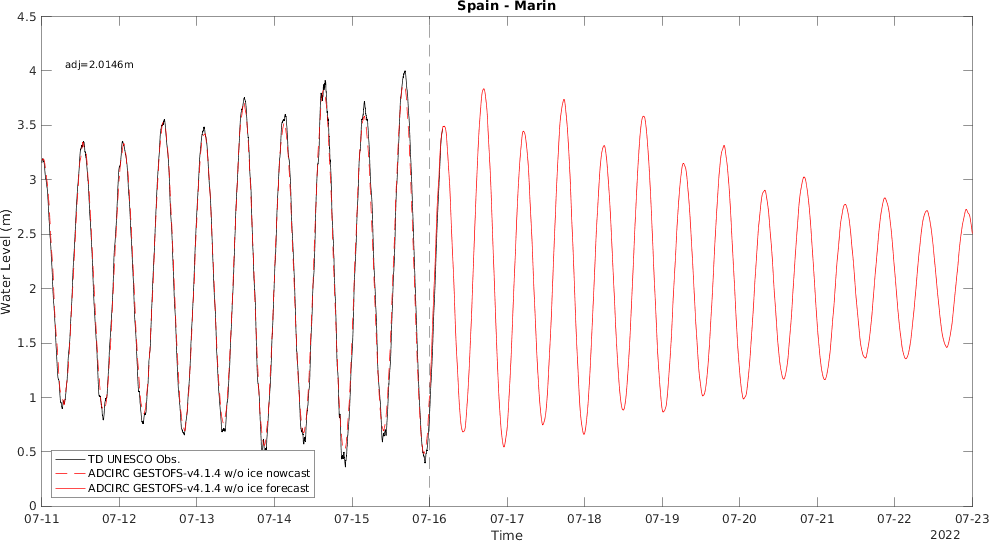 Spain - Marin
4.5
4
3.5
3
2.5
2
1.5
1
0.5
0
Water Level (m)
adj=2.0146m
TD UNESCO Obs.
ADCIRC GESTOFS-v4.1.4 w/o ice nowcast
ADCIRC GESTOFS-v4.1.4 w/o ice forecast
07-11 07-12 07-13 07-14 07-15 07-16 07-17 07-18 07-19 07-20 07-21 07-22 07-23
Time
2022